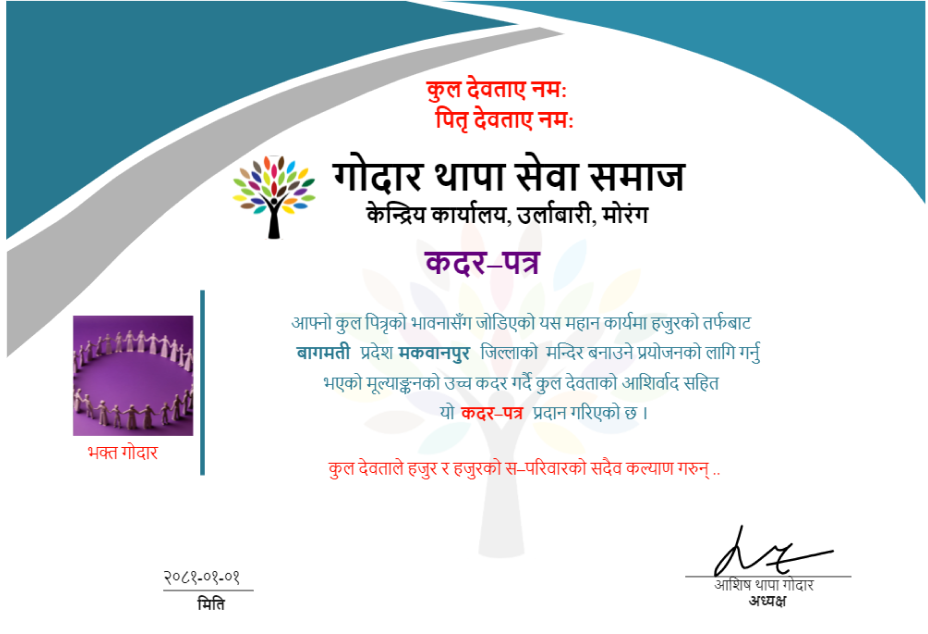 कुल देवताए नम:
पितृ देवताए नम:
गोदार थापा सेवा समाज
केन्द्रिय कार्यालय, उर्लाबारी, मोरंग
कदर–पत्र
आफ्नो कुल पितृको भावनासँग जोडिएको यस महान कार्यमा हजुरको तर्फबाट
बागमती प्रदेश मकवानपुर जिल्लाको मन्दिर बनाउने प्रयोजनको लागि गर्नु
भएको मूल्याङ्कनको उच्च कदर गर्दै कुल देवताको आशिर्वाद सहित
यो कदर–पत्र प्रदान गरिएको छ ।
भक्त गोदार
कुल देवताले हजुर र हजुरको स–परिवारको सदैव कल्याण गरुन् ..
२०८१-०१-०१
मिति
आशिष थापा गोदार
अध्यक्ष